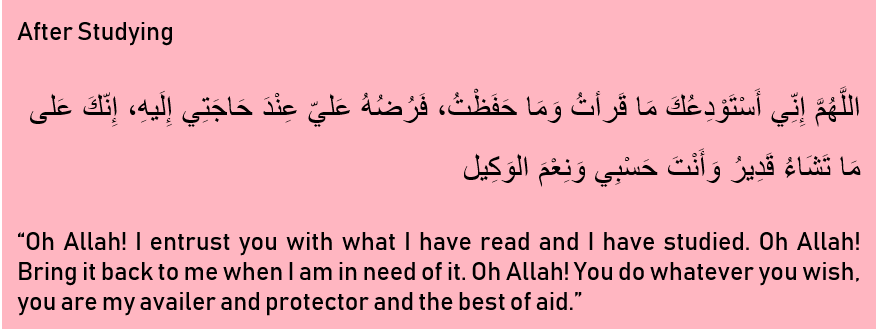 After Studying
اللَّهُمَّ إِنِّي أَسْتَوْدِعُكَ مَا قَرأتُ وَمَا حَفَظْتُ، فَرُضُهُ عَليّ عِنْدَ حَاجَتِي إِلَيهِ، إِنّكَ عَلى
مَا تَشَاءُ قَدِيرُ وَأَنْتَ حَسْبِي وَنِعْمَ الوَكِيل
“Oh Allah! I entrust you with what I have read and I have studied. Oh Allah!
Bring it back to me when I am in need of it. Oh Allah! You do whatever you wish,
you are my availer and protector and the best of aid.”